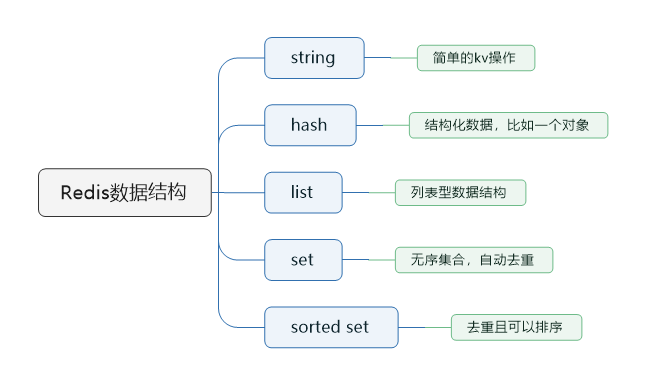 Redis数据结构
string
简单的kv操作
hash
结构化数据，比如一个对象
list
列表型数据结构
set
无序集合，自动去重
sorted set
去重且可以排序